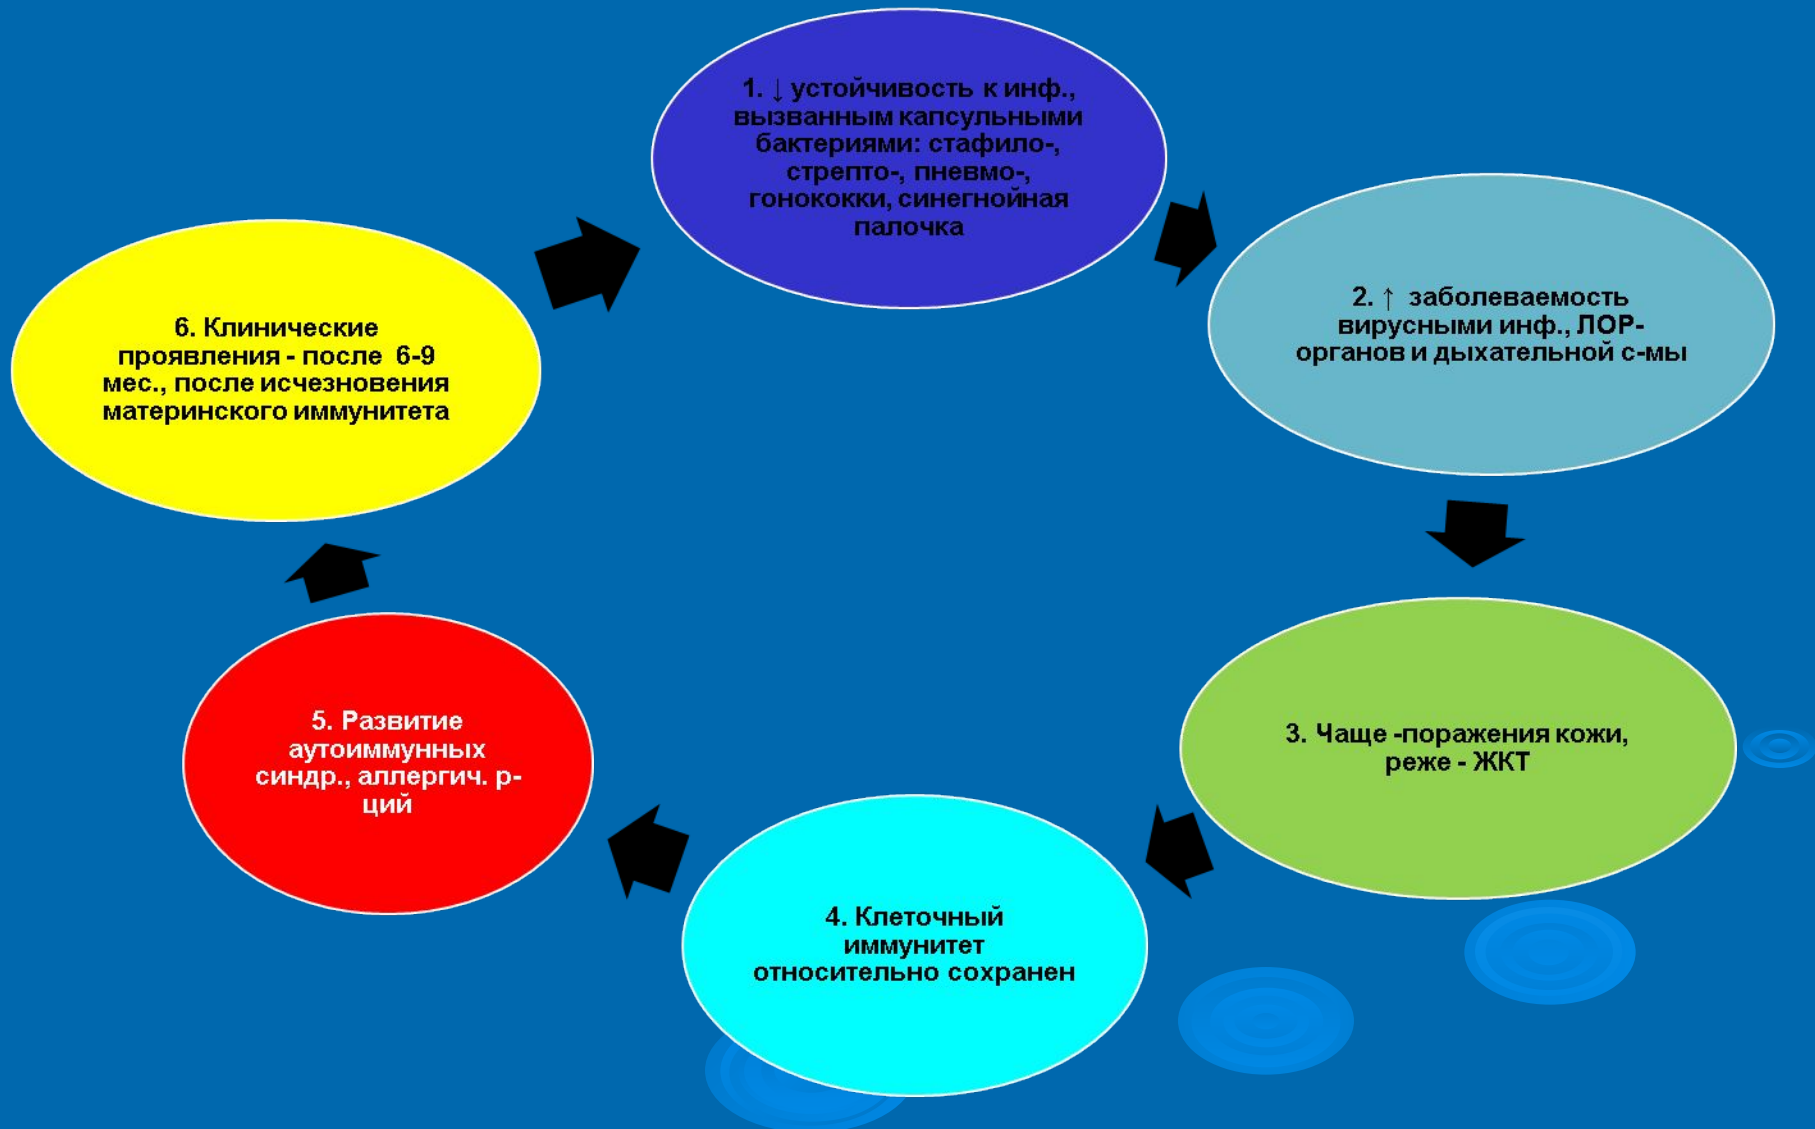 1. ↓ устойчивость к инф.,
вызванным капсульными
бактериями: стафило-,
стрепто-, пневмо-,
гонококки, синегнойная
палочка
2. ↑ заболеваемость
вирусными инф., ЛОР-
органов и дыхательной с-мы
3. Чаще -поражения кожи,
реже - ЖКТ
4. Клеточный
иммунитет
относительно сохранен
5. Развитие
аутоиммунных
синдр., аллергич. р-
ций
6. Клинические
проявления - после 6-9
мес., после исчезновения
материнского иммунитета